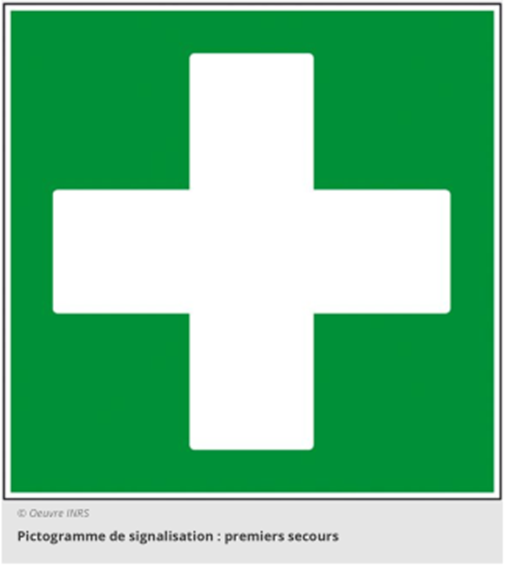 © Oeuvre INRS
Pictogramme de signalisation : premiers secours